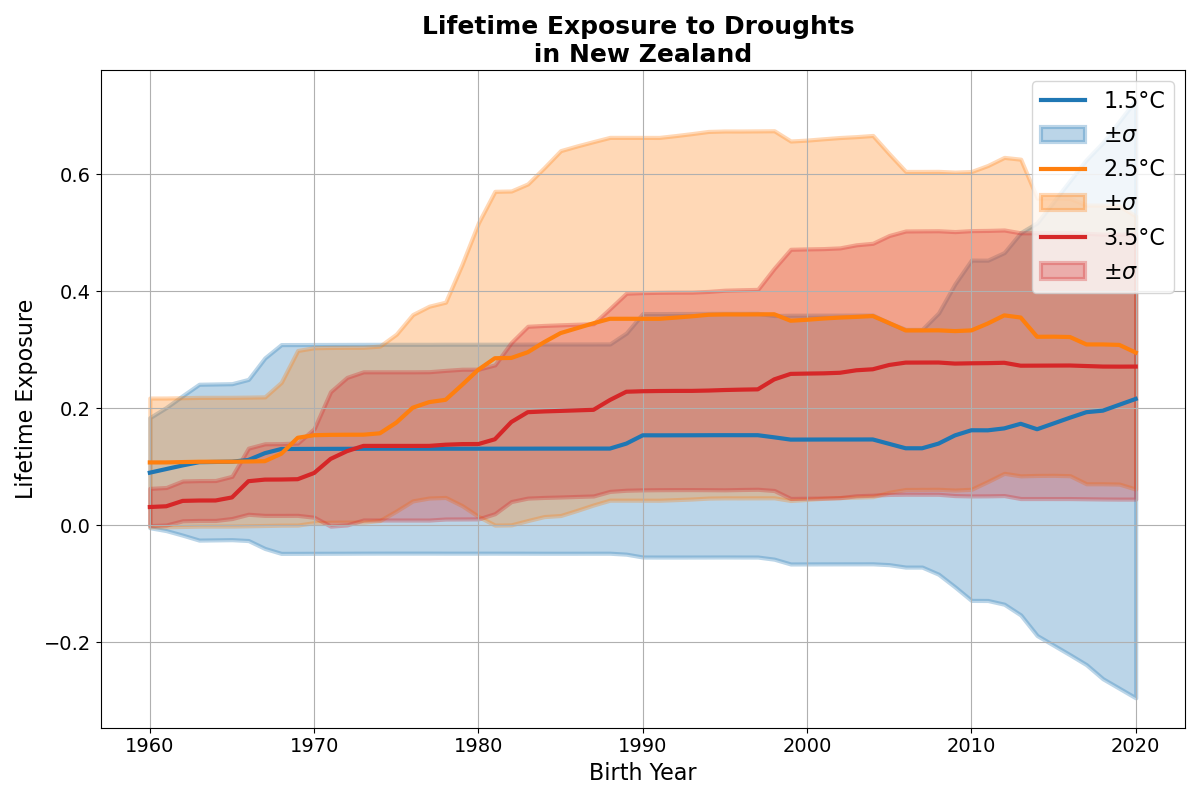 Lifetime Exposure to Droughts
in New Zealand
1.5°C
±σ
2.5°C
±σ
3.5°C
±σ
Lifetime Exposure
0.6
0.4
0.2
0.0
−0.2
1960 1970 1980 1990 2000 2010 2020
Birth Year